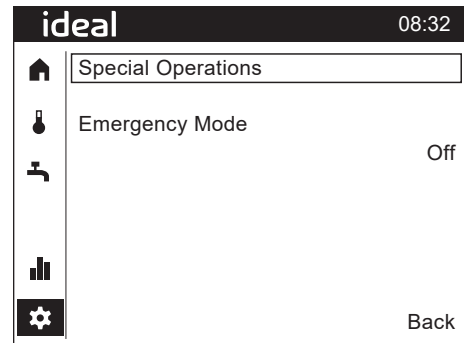 ideal 08:32
Special Operations
Emergency Mode
Off
Back